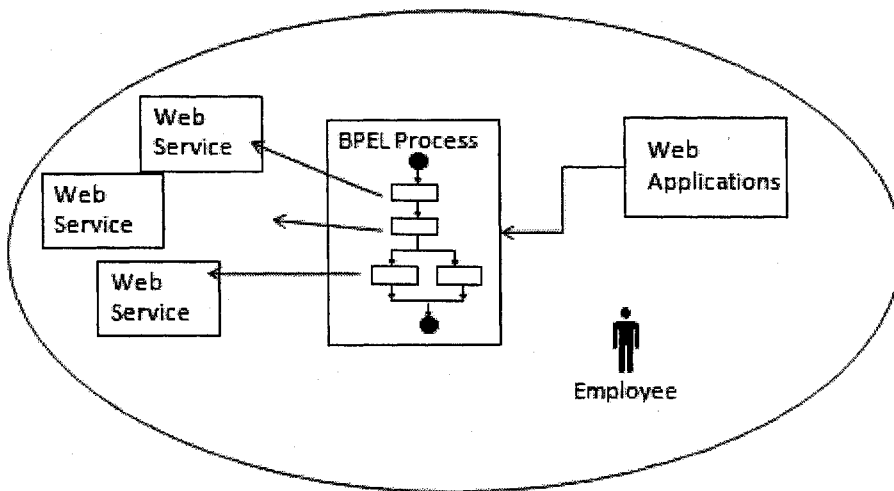 Web
Service
Web
Service
Web
Service
BPEL Process
Web
Applications
Employee